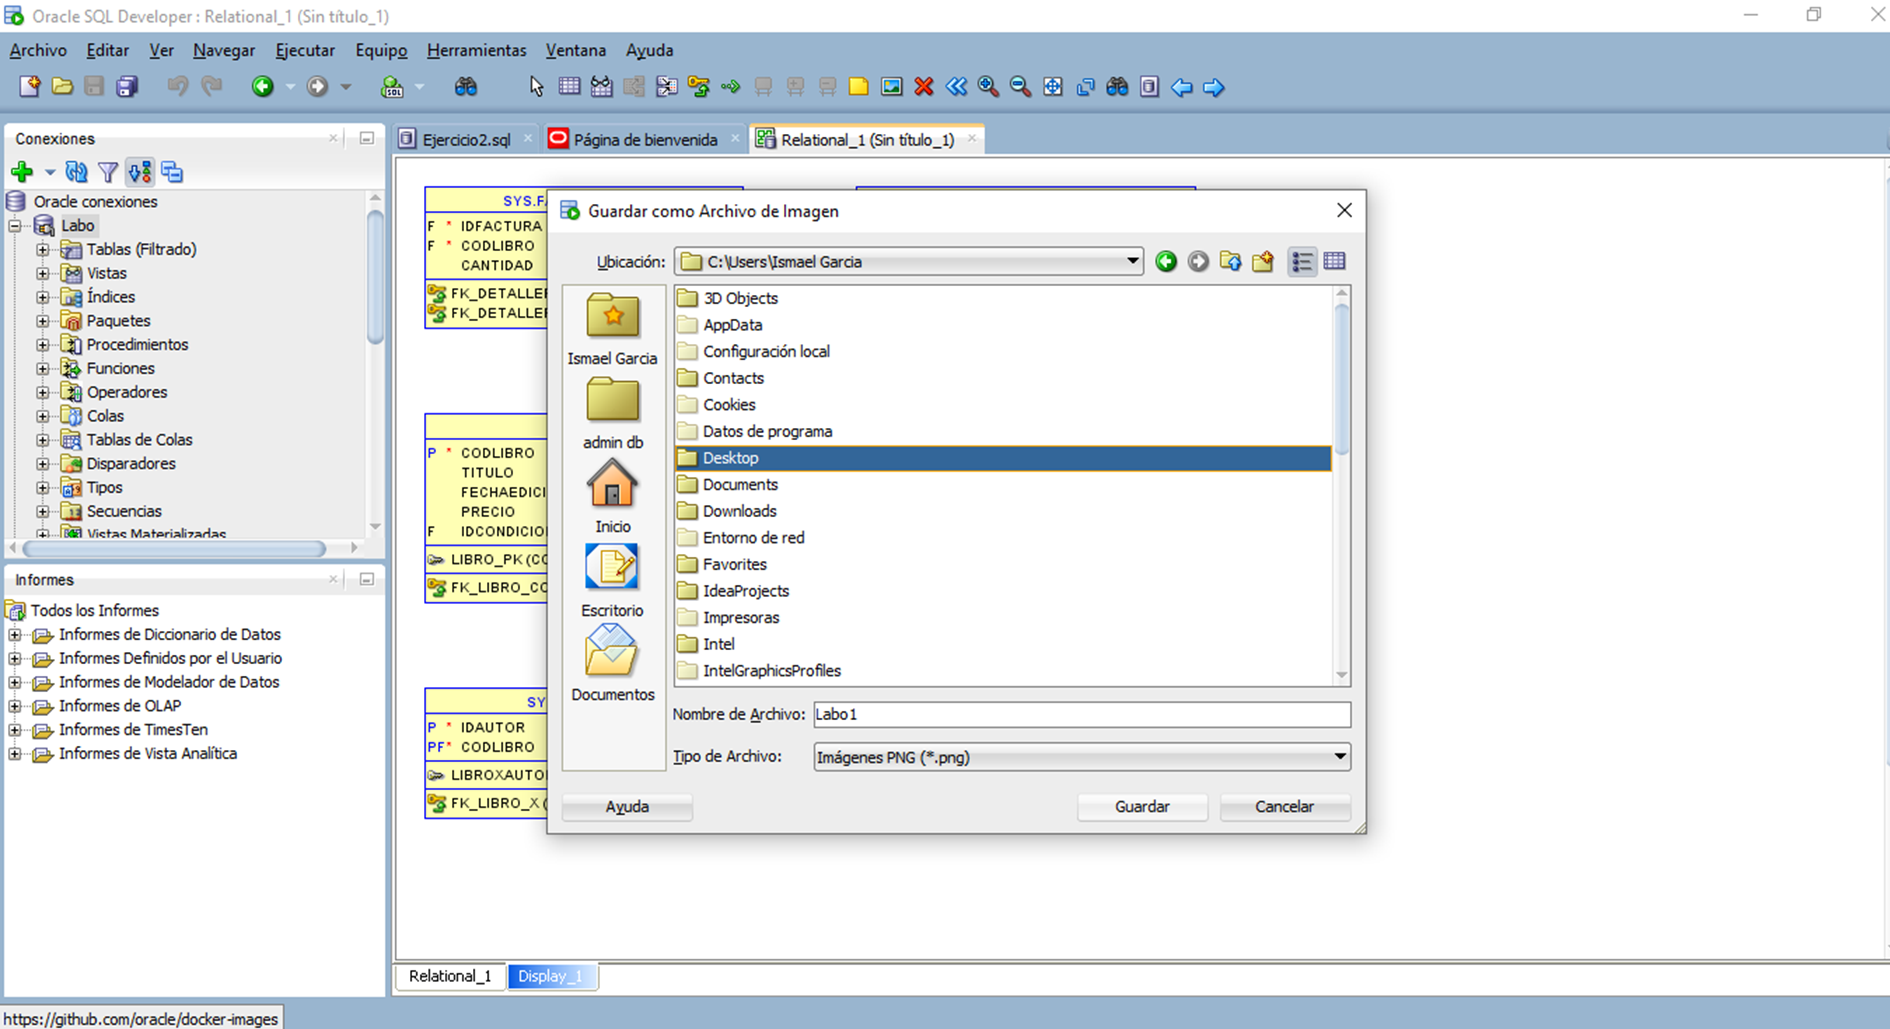 Oracle SQL Developer : Relational_1 (Sin título_1)
Archivo Editar Ver Navegar Ejecutar Equipo Herramientas Ventana Ayuda
SQL
Conexiones
Oracle conexiones
Labo
Tablas (Filtrado)
Vistas
Índices
Paquetes
Procedimientos
Funciones
Operadores
Colas
Tablas de Colas
Disparadores
Tipos
Secuencias
Vistas Materializadas
Informes
Todos los Informes
Informes de Diccionario de Datos
Informes Definidos por el Usuario
Informes de Modelador de Datos
Informes de OLAP
Informes de TimesTen
Informes de Vista Analítica
Ejercicio2.sql
Página de bienvenida
Relational_1 (Sin título_1)
SYS.FA
F * IDFACTURA
F * CODLIBRO
CANTIDAD
FK_DETALLEF
FK_DETALLEF
P * CODLIBRO
TITULO
FECHAEDICI
PRECIO
F IDCONDICIO
LIBRO_PK (CO
FK_LIBRO_CO
SY
P * IDAUTOR
PF* CODLIBRO
LIBROXAUTO
FK_LIBRO_X (
Guardar como Archivo de Imagen
Ubicación: C:\Users\Ismael Garcia
Ismael Garcia
admin db
Inicio
Escritorio
Documentos
3D Objects
AppData
Configuración local
Contacts
Cookies
Datos de programa
Desktop
Documents
Downloads
Entorno de red
Favorites
IdeaProjects
Impresoras
Intel
IntelGraphicsProfiles
Nombre de Archivo: Labo1
Tipo de Archivo: Imágenes PNG (*.png)
Ayuda Guardar Cancelar
Relational_1 Display_1
https://github.com/oracle/docker-images